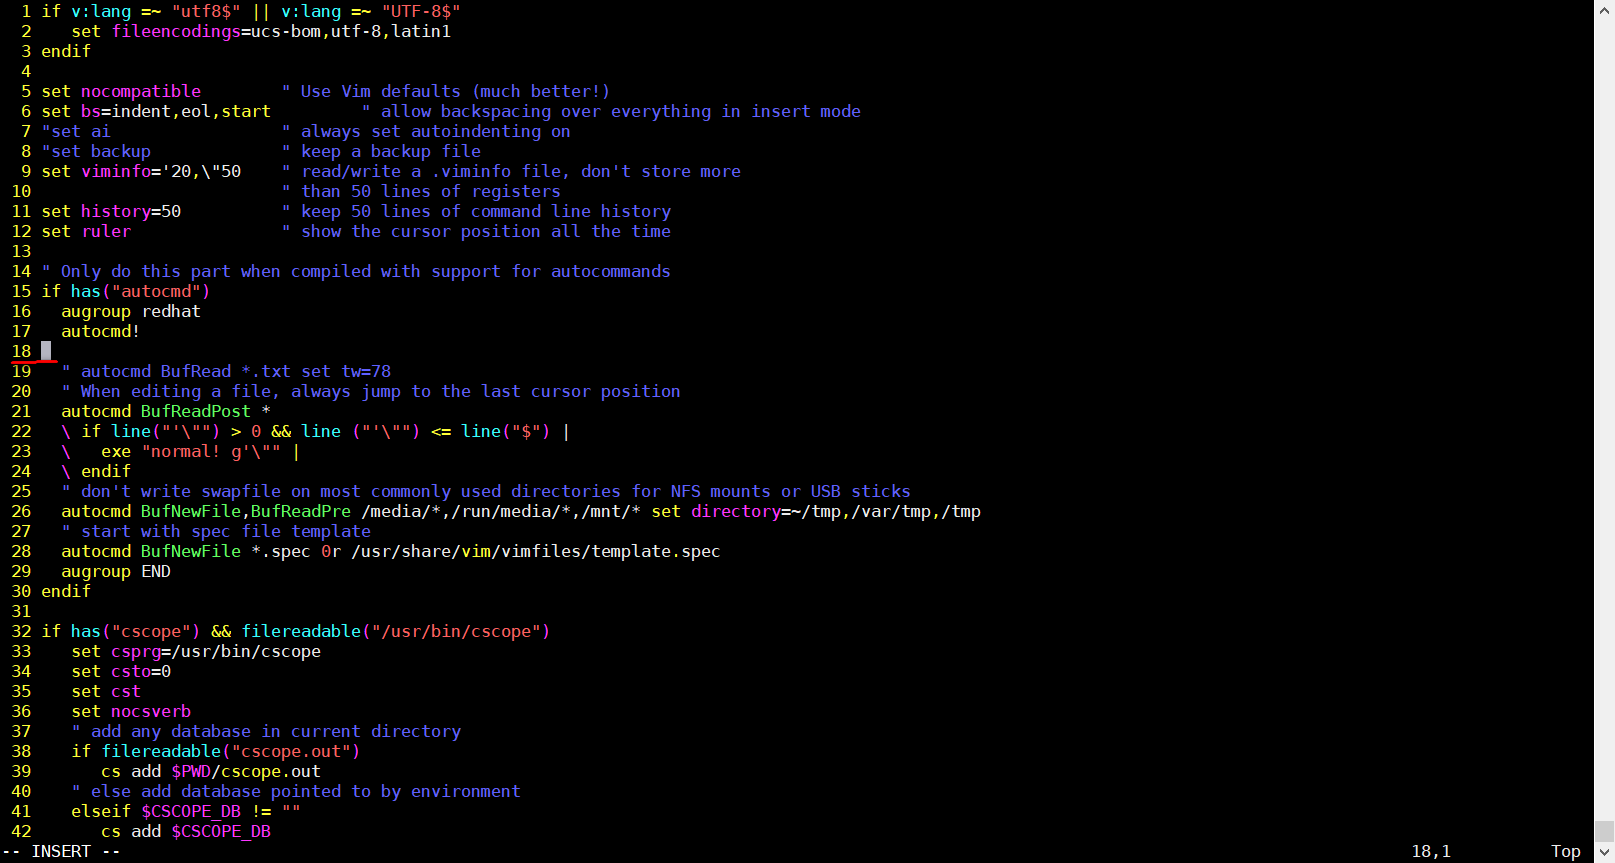 1 if v:lang =~ "utf8$" || v:lang =~ "UTF-8$"
2    set fileencodings=ucs-bom,utf-8,latin1
3 endif
4
5 set nocompatible        " Use Vim defaults (much better!)
6 set bs=indent,eol,start         " allow backspacing over everything in insert mode
7 "set ai                 " always set autoindenting on
8 "set backup             " keep a backup file
9 set viminfo='20,\"50    " read/write a .viminfo file, don't store more
10                         " than 50 lines of registers
11 set history=50          " keep 50 lines of command line history
12 set ruler               " show the cursor position all the time
13
14 " Only do this part when compiled with support for autocommands
15 if has("autocmd")
16   augroup redhat
17   autocmd!
18
19   " autocmd BufRead *.txt set tw=78
20   " When editing a file, always jump to the last cursor position
21   autocmd BufReadPost *
22   \ if line("'\"") > 0 && line ("'\"") <= line("$") |
23   \   exe "normal! g'\"" |
24   \ endif
25   " don't write swapfile on most commonly used directories for NFS mounts or USB sticks
26   autocmd BufNewFile,BufReadPre /media/*,/run/media/*,/mnt/* set directory=~/tmp,/var/tmp,/tmp
27   " start with spec file template
28   autocmd BufNewFile *.spec 0r /usr/share/vim/vimfiles/template.spec
29   augroup END
30 endif
31
32 if has("cscope") && filereadable("/usr/bin/cscope")
33    set csprg=/usr/bin/cscope
34    set csto=0
35    set cst
36    set nocsverb
37    " add any database in current directory
38    if filereadable("cscope.out")
39       cs add $PWD/cscope.out
40    " else add database pointed to by environment
41    elseif $CSCOPE_DB != ""
42       cs add $CSCOPE_DB
-- INSERT -- 18,1 Top